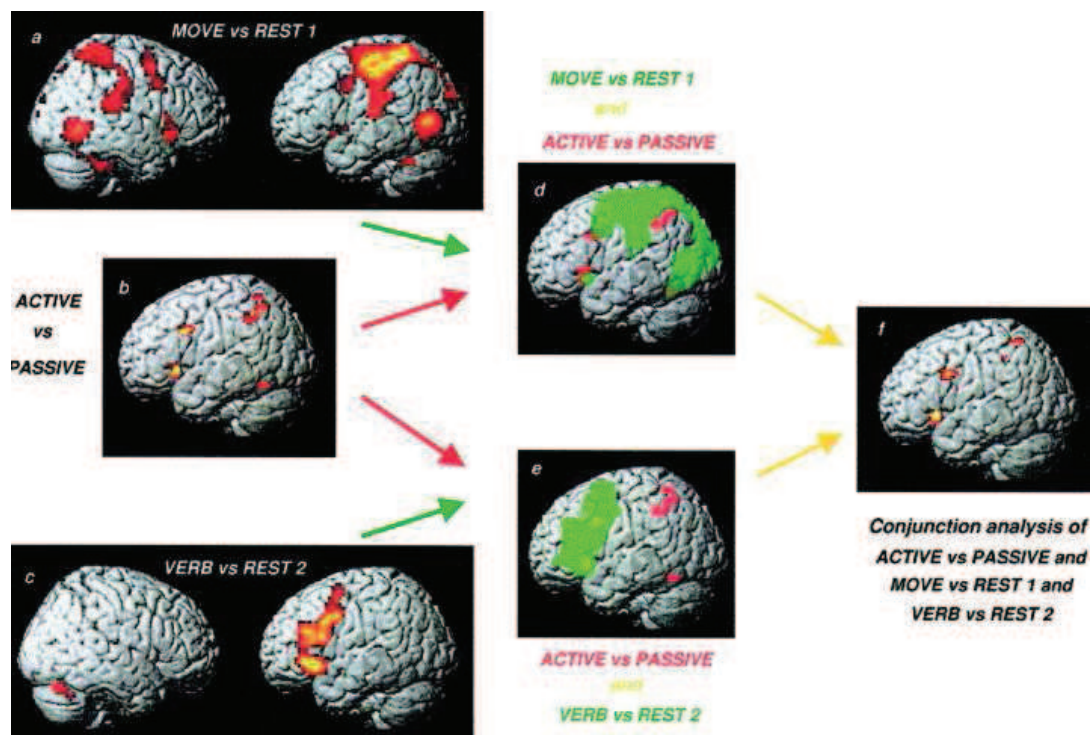 a
MOVE vs REST 1
MOVE vs REST 1
and
ACTIVE vs PASSIVE
d
b
ACTIVE
vs
PASSIVE
f
e
c
VERB vs REST 2
Conjunction analysis of
ACTIVE vs PASSIVE and
MOVE vs REST 1 and
VERB vs REST 2
ACTIVE vs PASSIVE
and
VERB vs REST 2